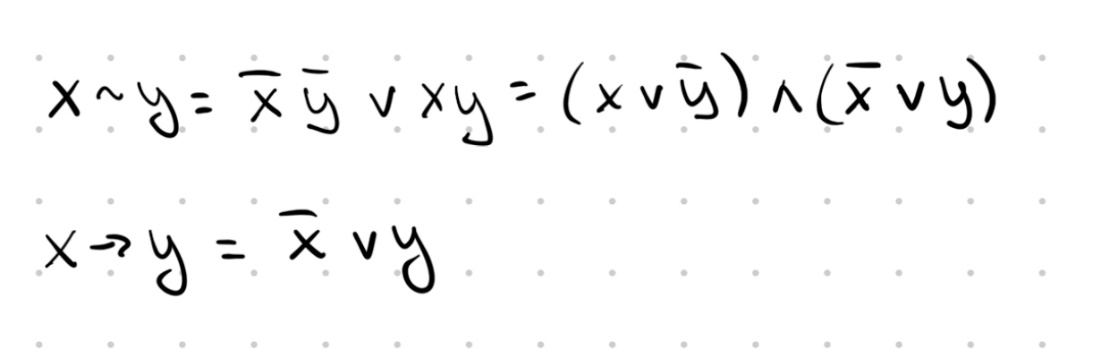 x ~ y = x̅ y̅ ∨ xy = (x ∨ y̅) ∧ (x̅ ∨ y)
x → y = x̅ ∨ y